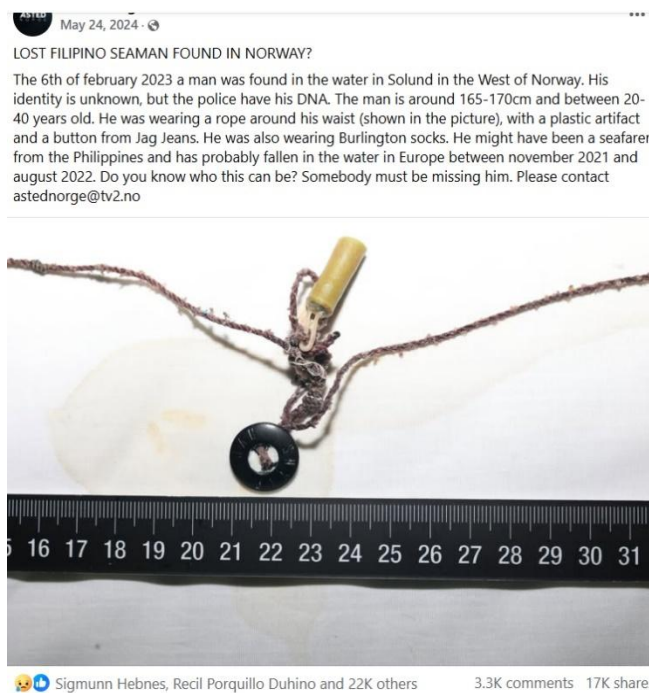 ASTED
May 24, 2024 ·
LOST FILIPINO SEAMAN FOUND IN NORWAY?
The 6th of february 2023 a man was found in the water in Solund in the West of Norway. His
identity is unknown, but the police have his DNA. The man is around 165-170cm and between 20-
40 years old. He was wearing a rope around his waist (shown in the picture), with a plastic artifact
and a button from Jag Jeans. He was also wearing Burlington socks. He might have been a seafarer
from the Philippines and has probably fallen in the water in Europe between november 2021 and
august 2022. Do you know who this can be? Somebody must be missing him. Please contact
astednorge@tv2.no
16 17 18 19 20 21 22 23 24 25 26 27 28 29 30 31
Sigmunn Hebnes, Recil Porquillo Duhino and 22K others 3.3K comments 17K share